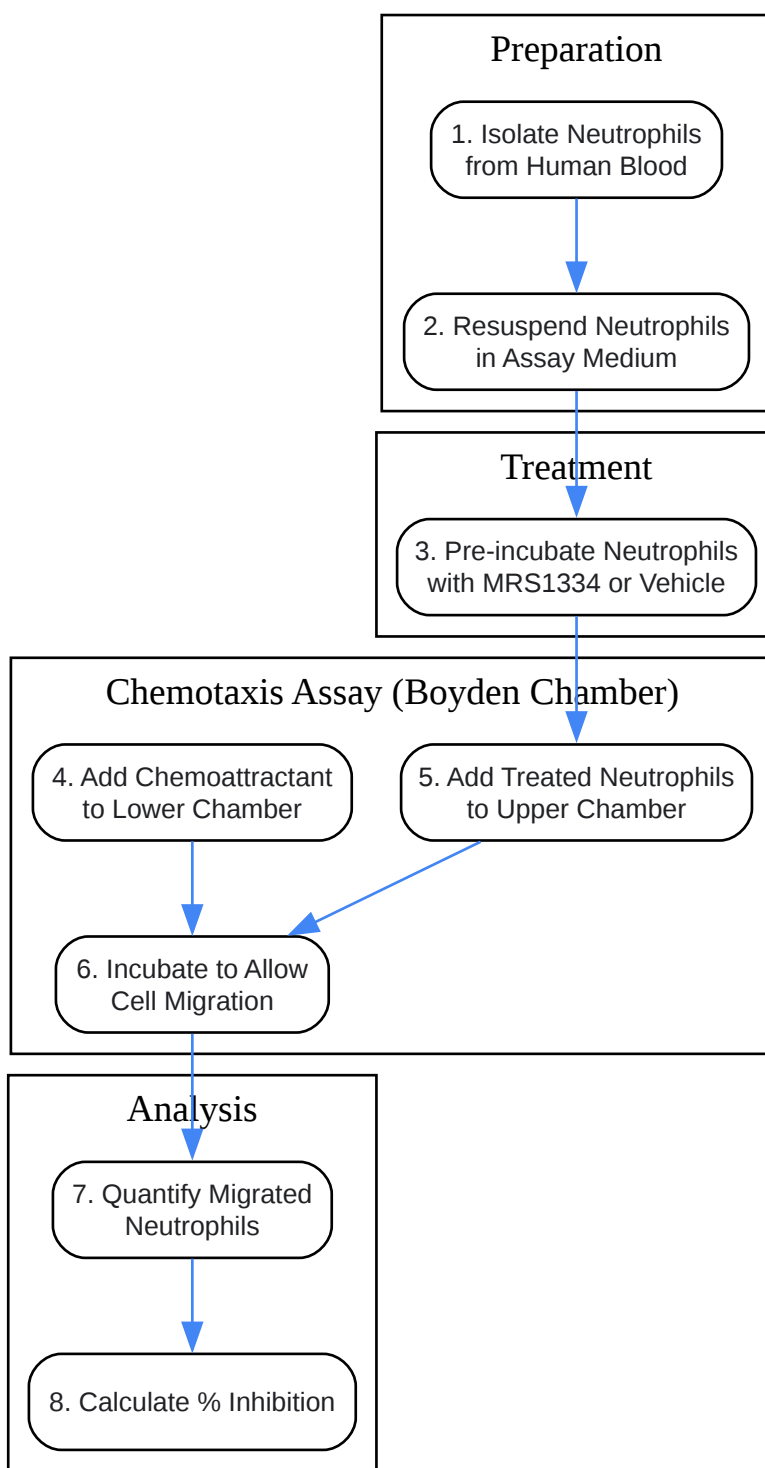 Preparation
1. Isolate Neutrophils
from Human Blood
2. Resuspend Neutrophils
in Assay Medium
Treatment
3. Pre-incubate Neutrophils
with MRS1334 or Vehicle
Chemotaxis Assay (Boyden Chamber)
4. Add Chemoattractant
to Lower Chamber
5. Add Treated Neutrophils
to Upper Chamber
6. Incubate to Allow
Cell Migration
Analysis
7. Quantify Migrated
Neutrophils
8. Calculate % Inhibition